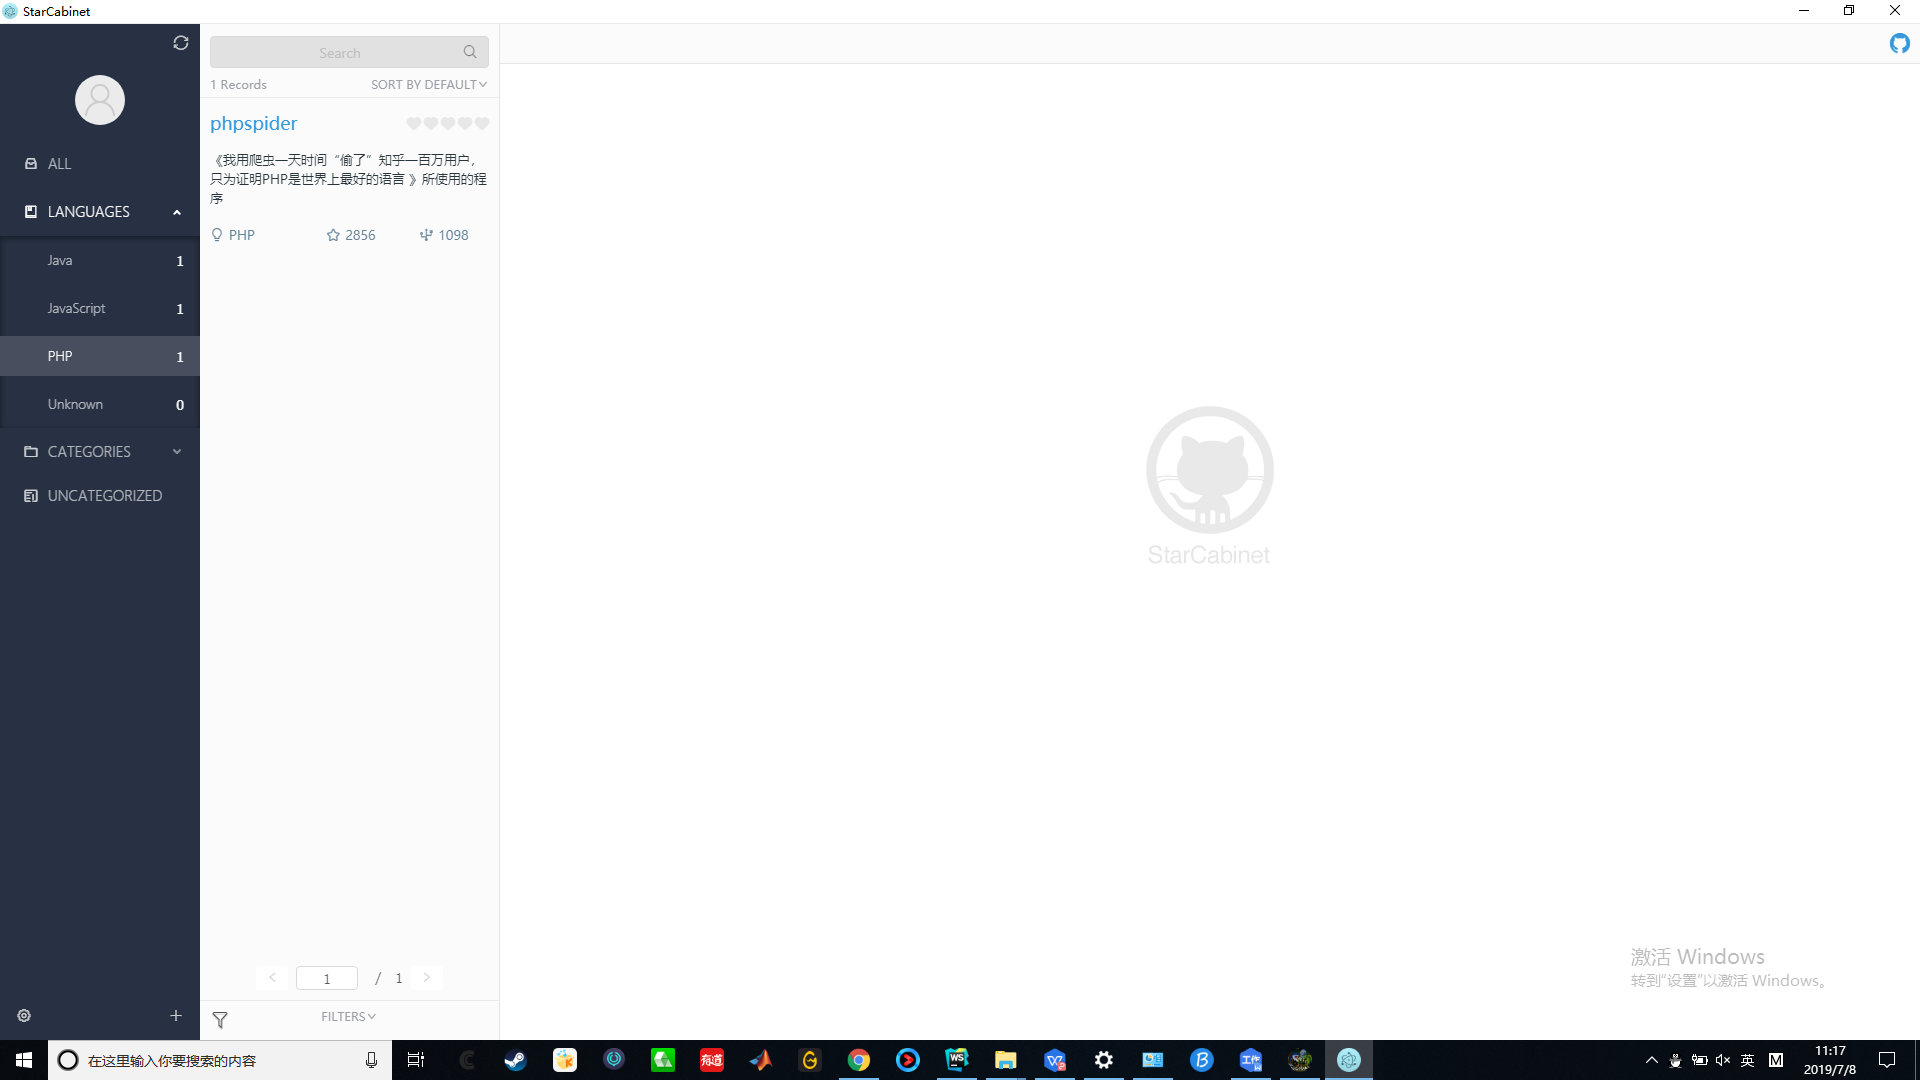 StarCabinet
Search
1 Records
SORT BY DEFAULT
phpspider
《我用爬虫一天时间“偷了”知乎一百万用户，
只为证明PHP是世界上最好的语言 》所使用的程
序
PHP
2856
1098
ALL
LANGUAGES
Java 1
JavaScript 1
PHP 1
Unknown 0
CATEGORIES
UNCATEGORIZED
StarCabinet
1 / 1
FILTERS
激活 Windows
转到“设置”以激活 Windows。
在这里输入你要搜索的内容
有道
WS
工作
英
M
11:17
2019/7/8